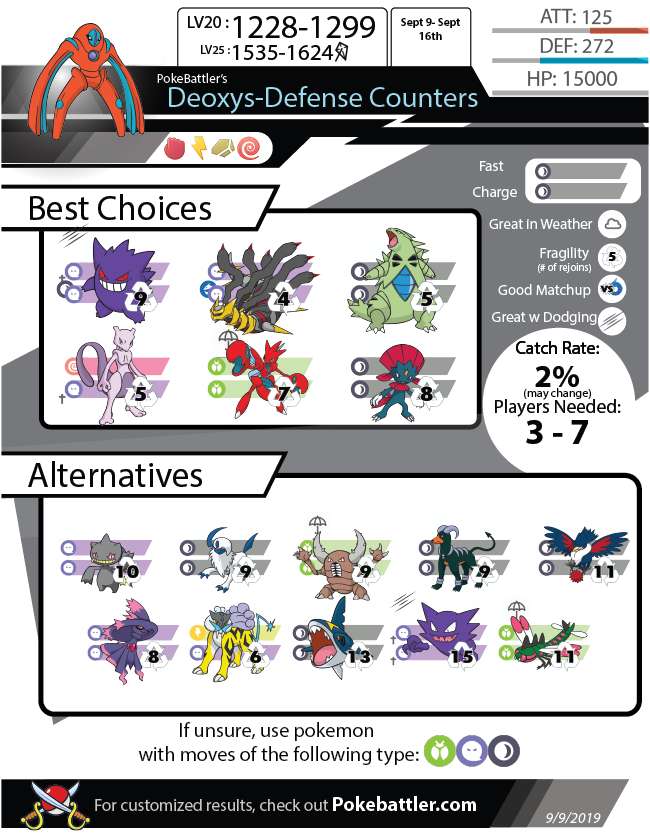 LV20 : 1228-1299
LV25 : 1535-1624
Sept 9- Sept
16th
ATT: 125
DEF: 272
HP: 15000
PokeBattler's
Deoxys-Defense Counters
Fast
Charge
Best Choices
Great in Weather
Fragility
(# of rejoins)
5
Good Matchup
VS
Great w Dodging
9
4
5
5
7
8
Catch Rate:
2%
(may change)
Players Needed:
3 - 7
Alternatives
10
9
9
9
11
8
6
13
15
11
If unsure, use pokemon
with moves of the following type:
For customized results, check out Pokebattler.com
9/9/2019